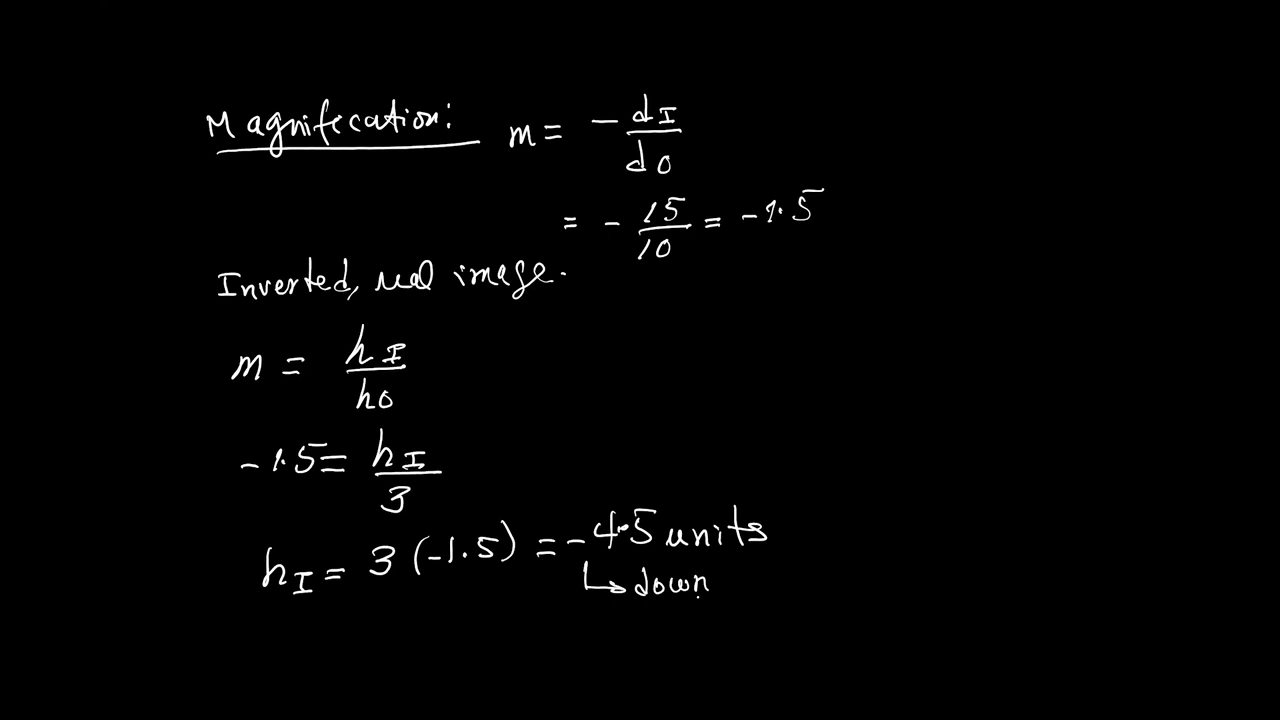 Magnification: m = - dI/do
= - 15/10 = -1.5
Inverted, real image.
m = hI/ho
-1.5 = hI/3
hI = 3 (-1.5) = -4.5 units
↳ down